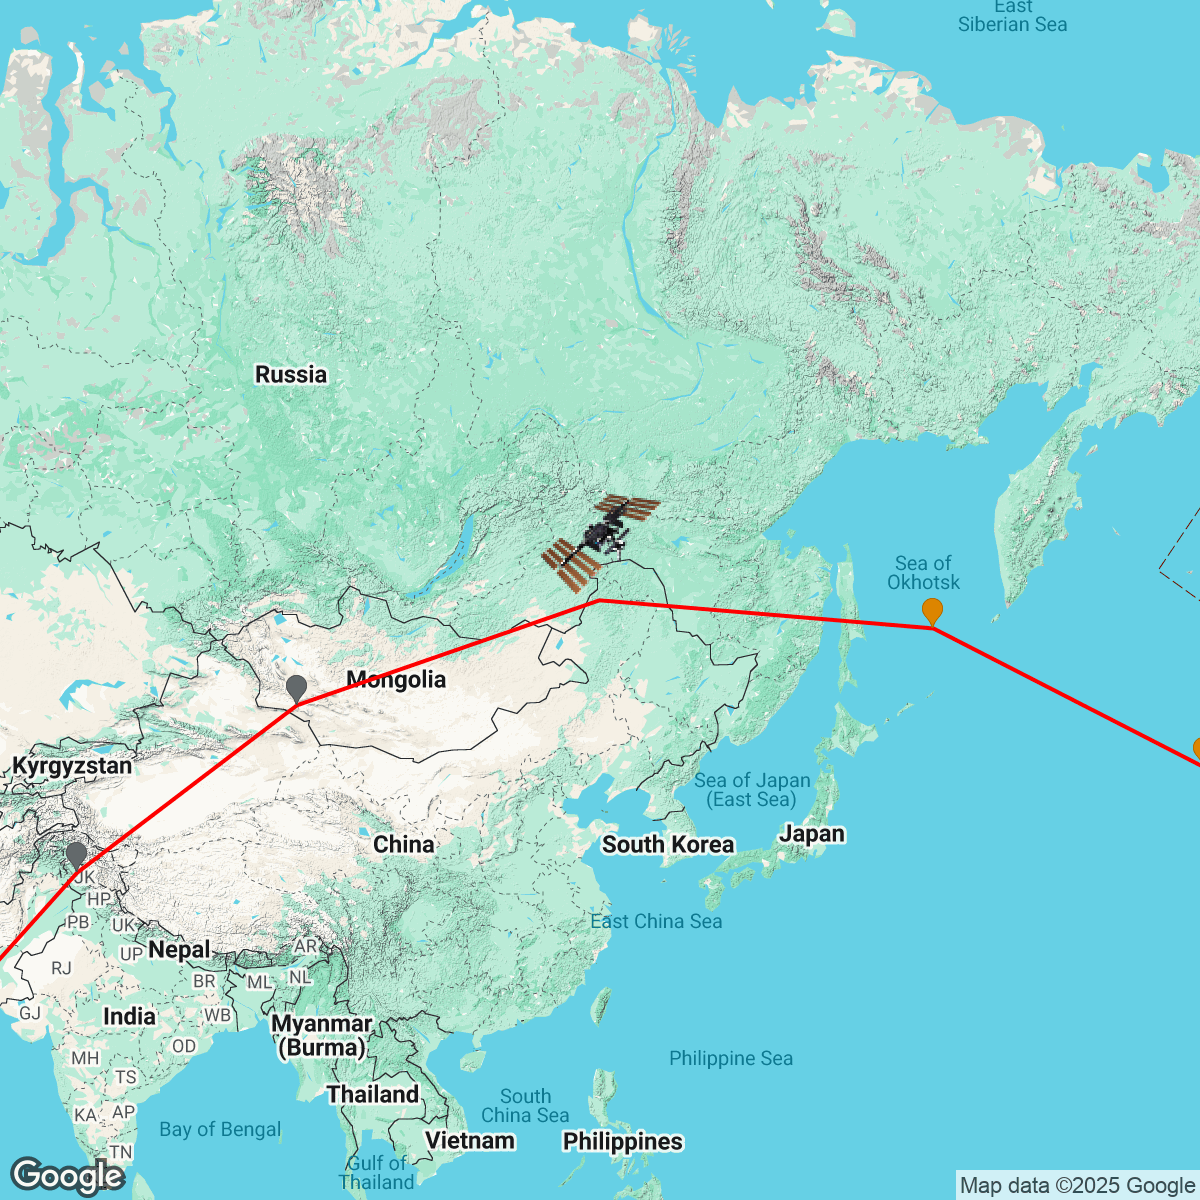 East
Siberian Sea
Russia
Sea of
Okhotsk
Mongolia
Kyrgyzstan
Sea of Japan
(East Sea)
China
South Korea
Japan
JK
HP
PB
UK
East China Sea
Nepal
AR
UP
RJ
BR
ML
NL
GJ
India
WB
Myanmar
(Burma)
OD
MH
Philippine Sea
TS
Thailand
South
China Sea
KA
AP
Bay of Bengal
Vietnam
Philippines
TN
Gulf of
Thailand
Google
Map data ©2025 Google